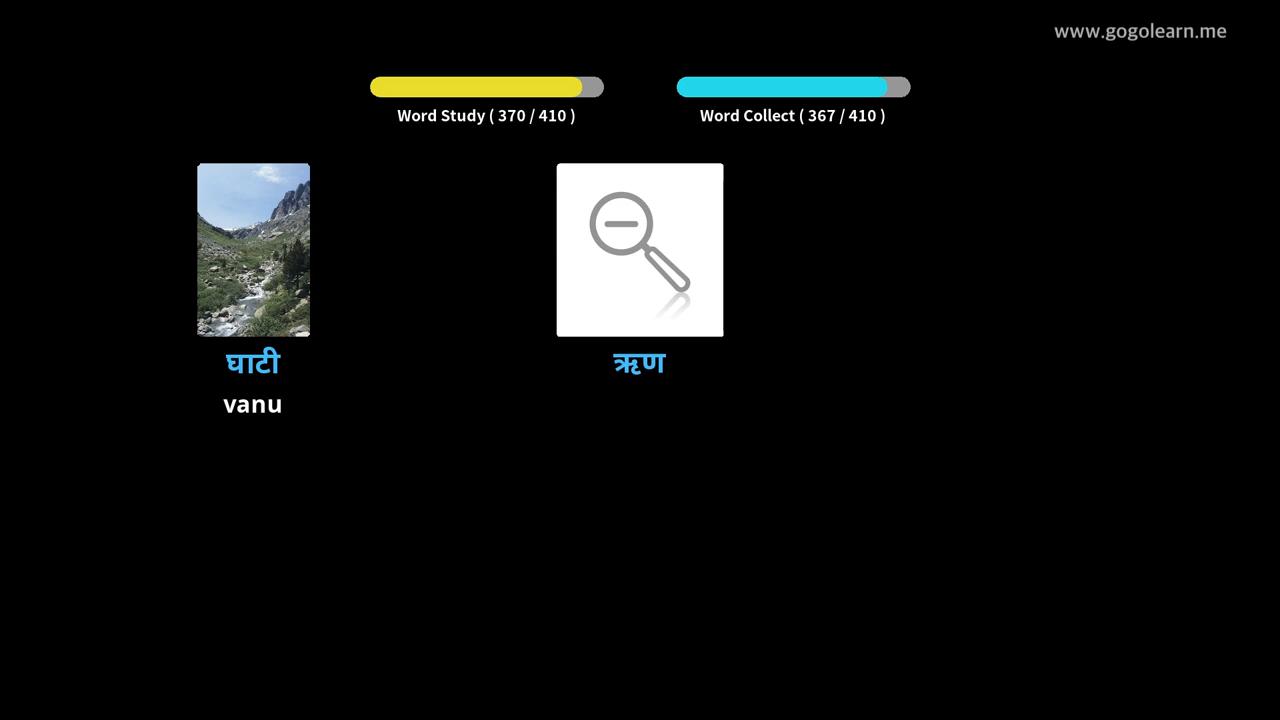 www.gogolearn.me
Word Study ( 370 / 410 )
Word Collect ( 367 / 410 )
घाटी
ऋण
vanu